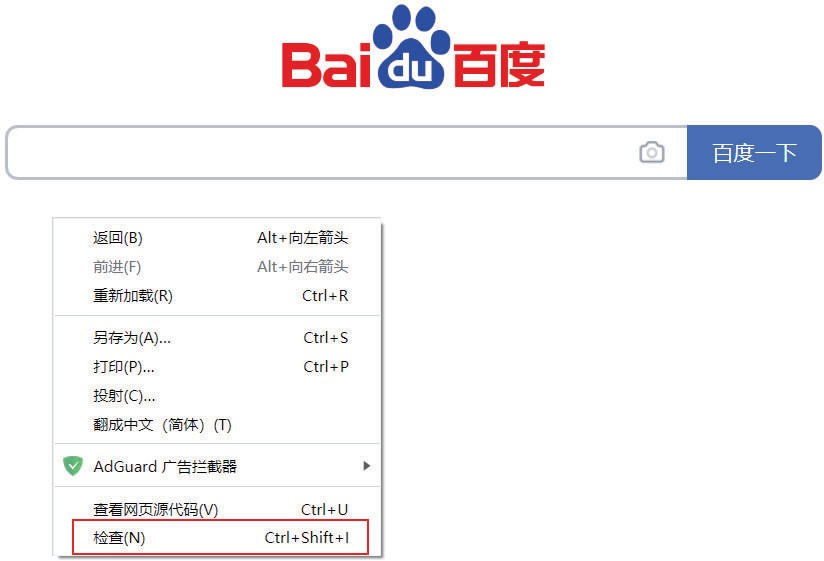 Bai du 百度
百度一下
返回(B) Alt+向左箭头
前进(F) Alt+向右箭头
重新加载(R) Ctrl+R
另存为(A)... Ctrl+S
打印(P)... Ctrl+P
投射(C)...
翻成中文（简体）(T)
AdGuard 广告拦截器
查看网页源代码(V) Ctrl+U
检查(N) Ctrl+Shift+I